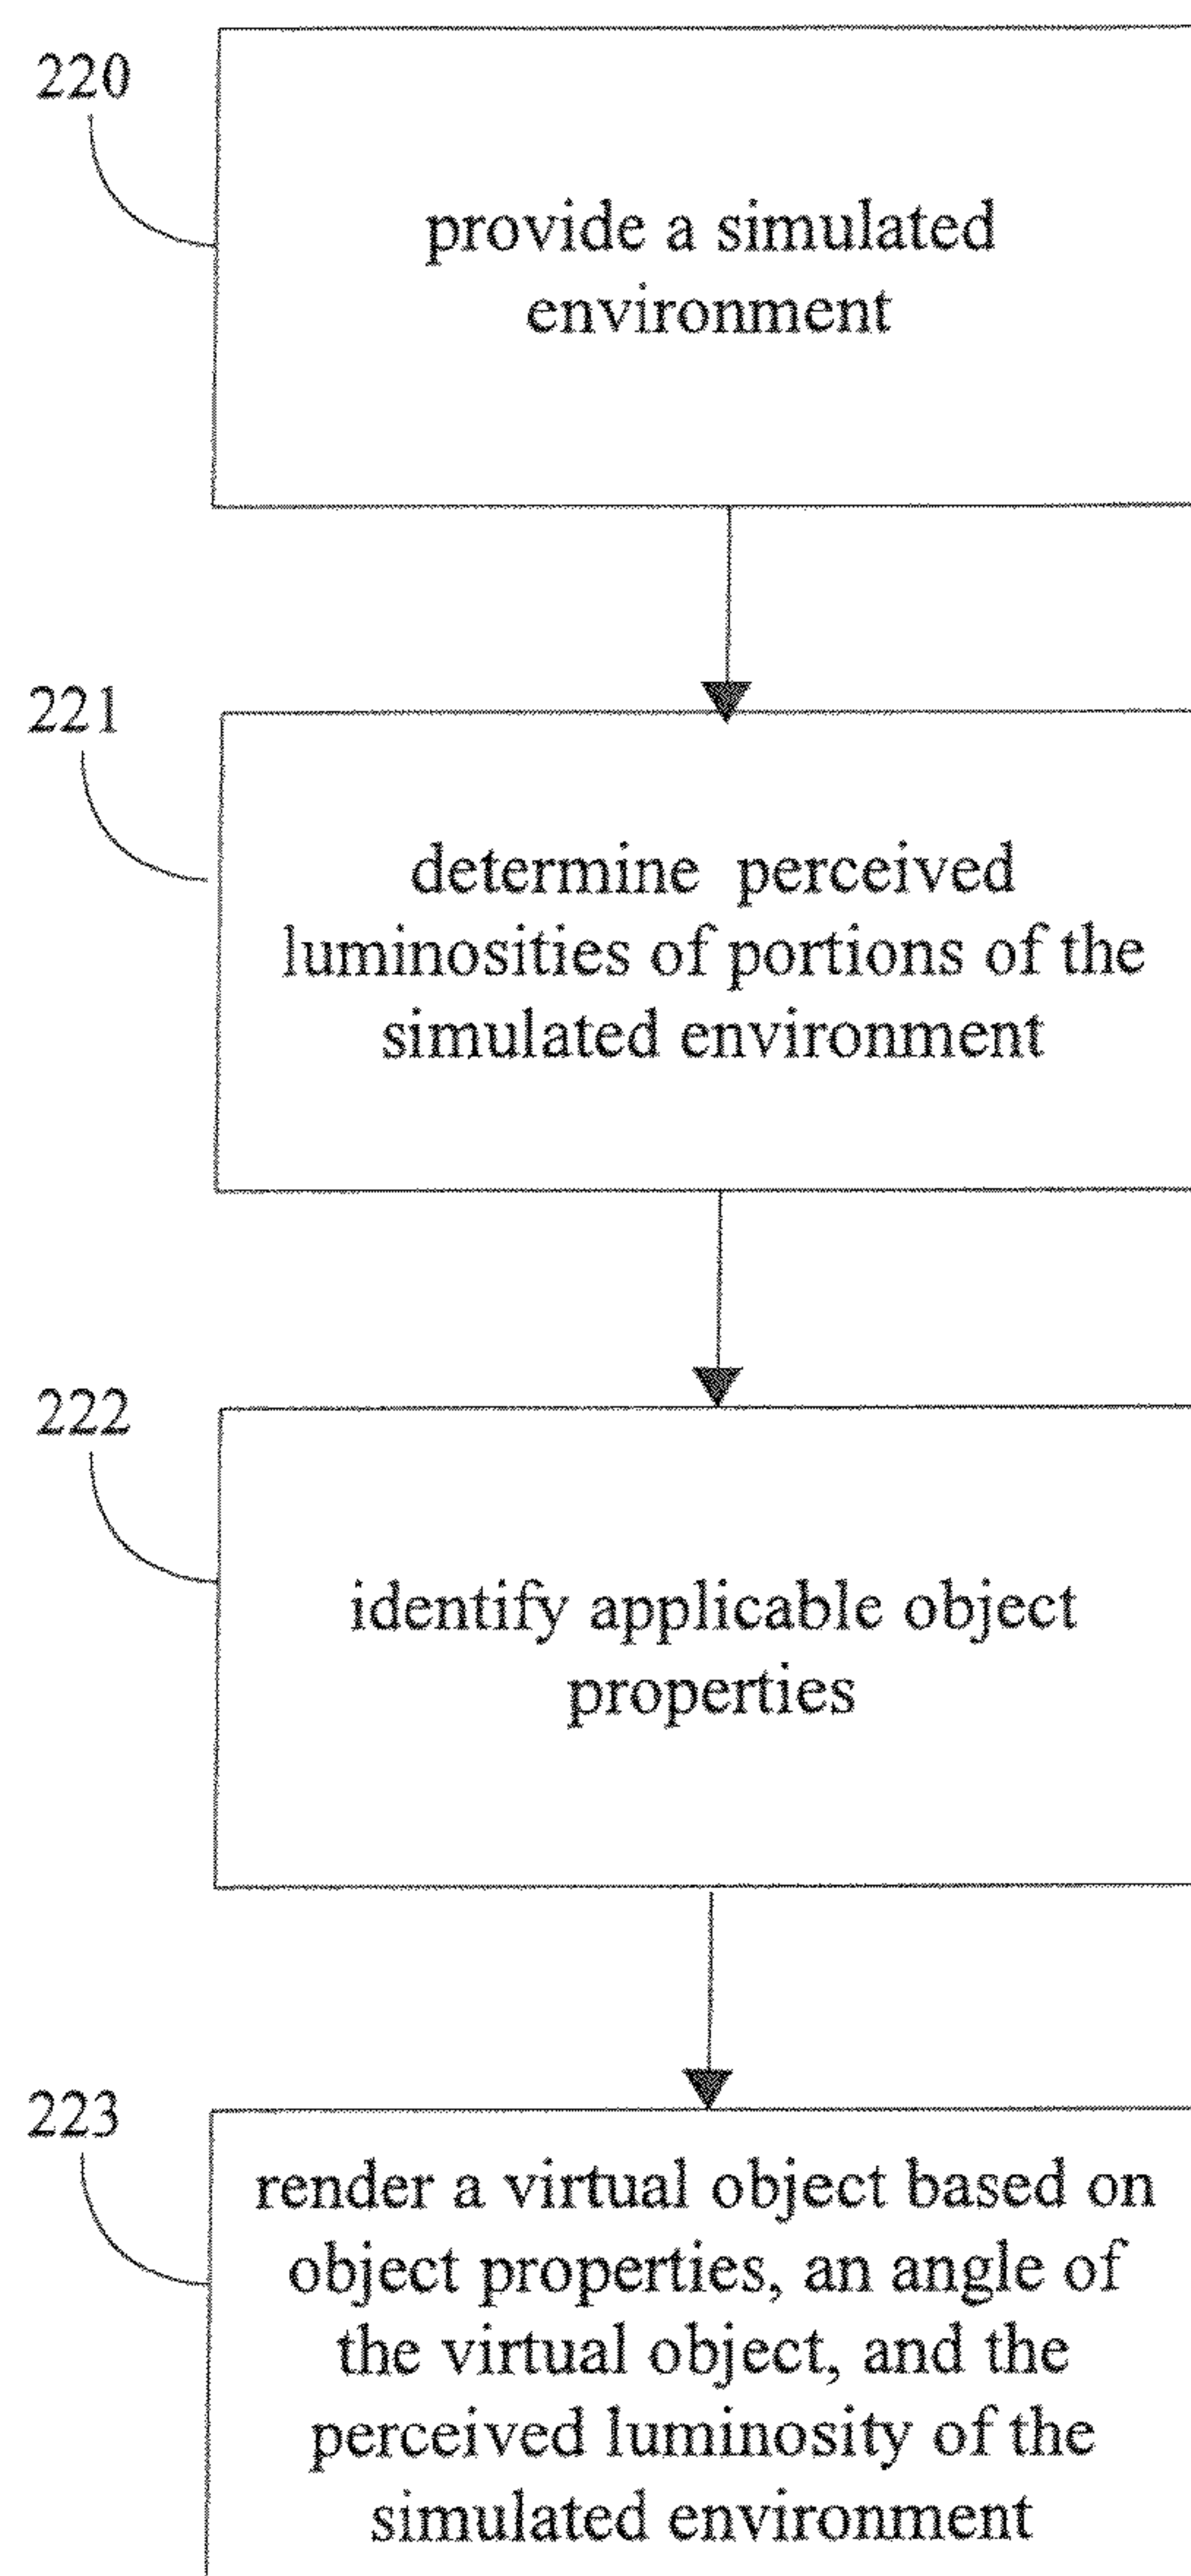 220
provide a simulated
environment
221
determine perceived
luminosities of portions of the
simulated environment
222
identify applicable object
properties
223
render a virtual object based on
object properties, an angle of
the virtual object, and the
perceived luminosity of the
simulated environment